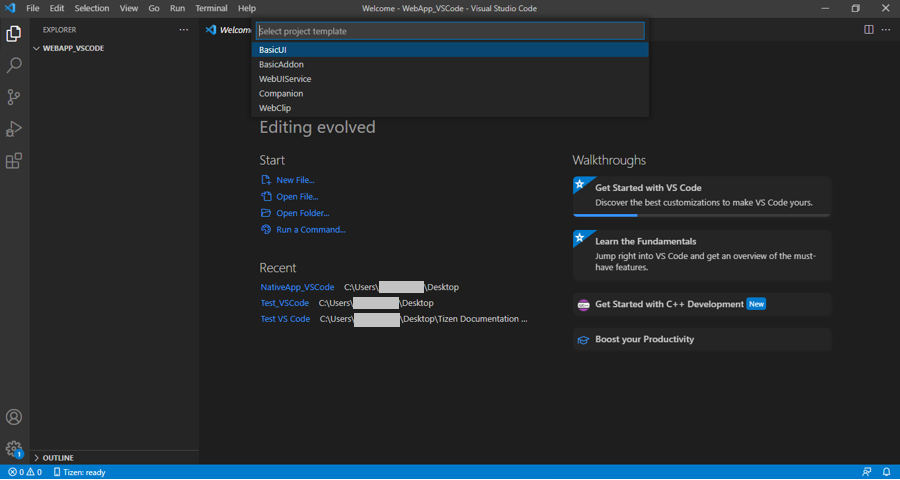 File Edit Selection View Go Run Terminal Help Welcome - WebApp_VSCode - Visual Studio Code
EXPLORER
Welcome
Select project template
WEBAPP_VSCODE
BasicUI
BasicAddon
WebUIService
Companion
WebClip
Editing evolved
Start
New File...
Open File...
Open Folder...
Run a Command...
Recent
NativeApp_VSCode C:\Users\ \Desktop
Test_VSCode C:\Users\ \Desktop
Test VS Code C:\Users\ \Desktop\Tizen Documentation ...
Walkthroughs
Get Started with VS Code
Discover the best customizations to make VS Code yours.
Learn the Fundamentals
Jump right into VS Code and get an overview of the must-
have features.
Get Started with C++ Development New
Boost your Productivity
1
OUTLINE
0 0 Tizen: ready